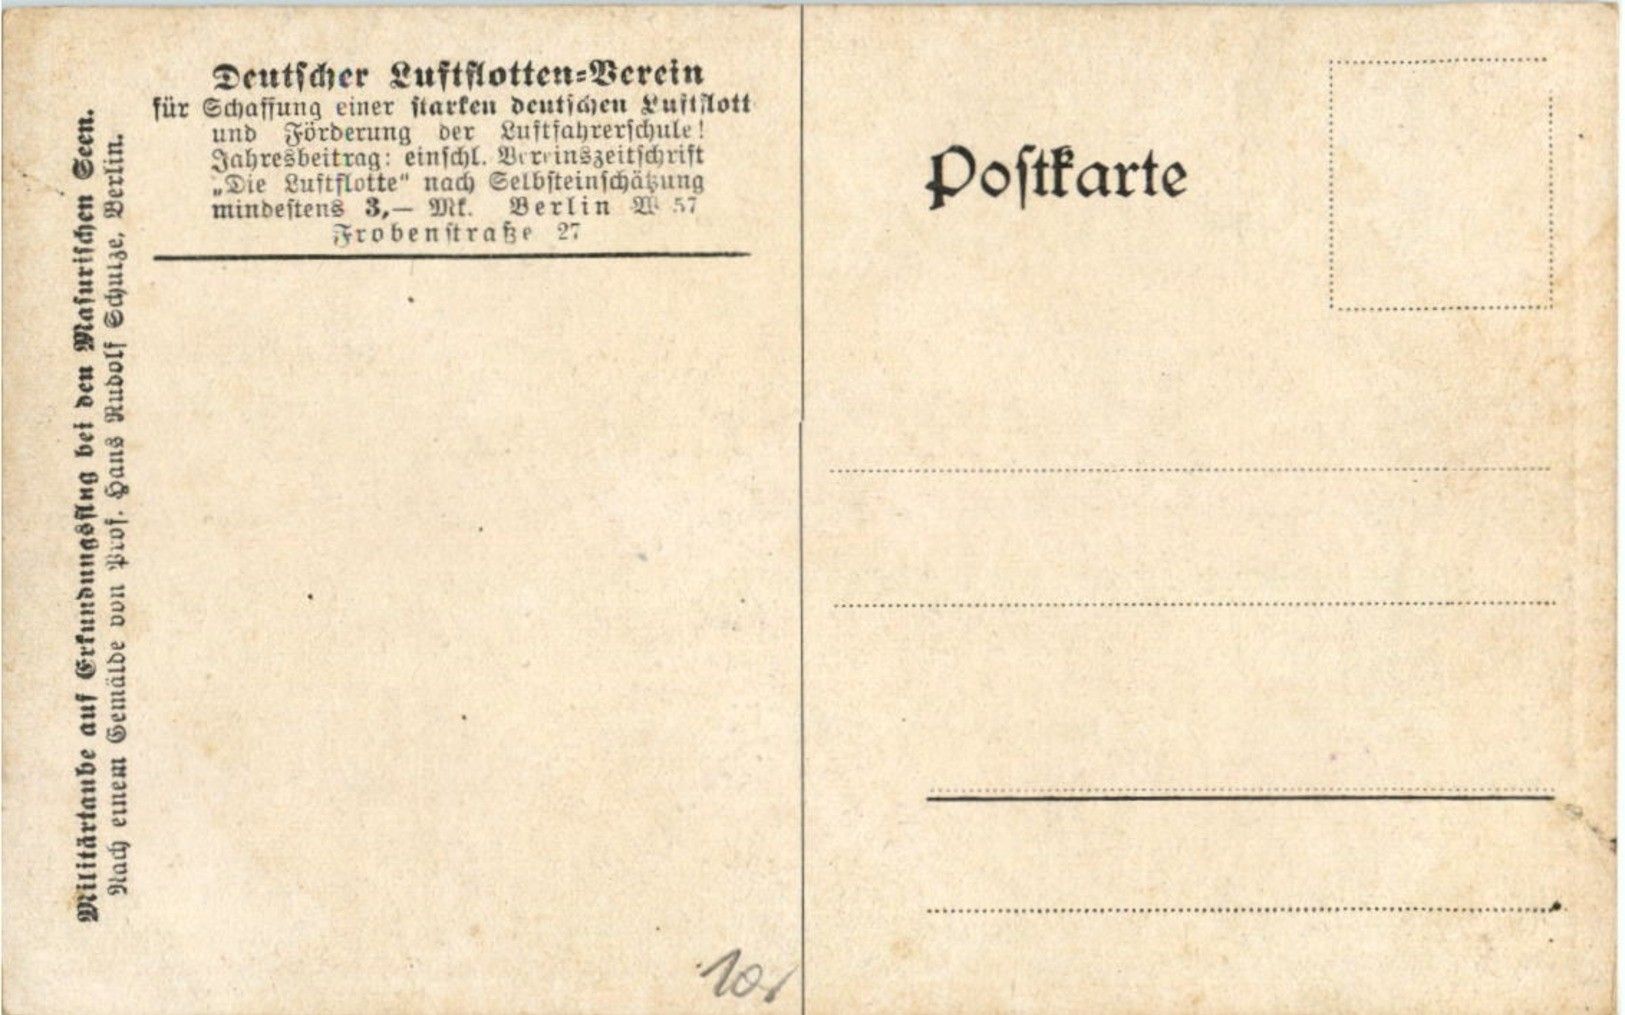 Deutscher Luftflotten-Verein
für Schaffung einer starken deutschen Luftflott
und Förderung der Luftfahrerschule!
Jahresbeitrag: einschl. Vereinszeitschrift
„Die Luftflotte“ nach Selbsteinschätzung
mindestens 3,— Mk. Berlin W 57
Frobenstraße 27
Militärtaube auf Erkundungsflug bei den Masurischen Seen.
Nach einem Gemälde von Prof. Hans Rudolf Schulze, Berlin.
Postkarte